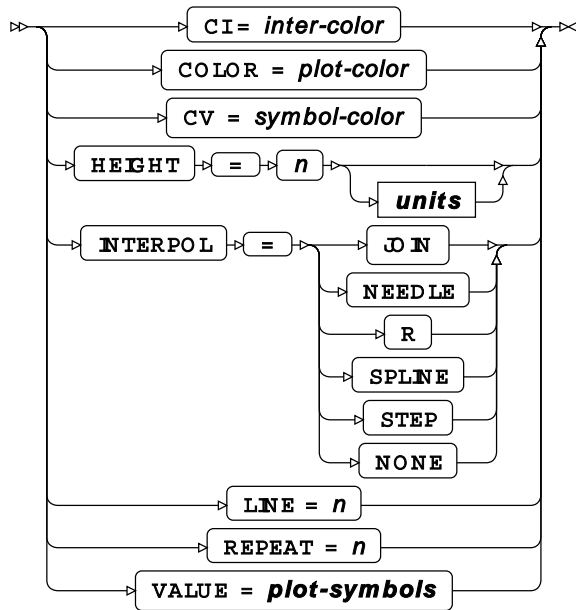 CI= inter-color
COLOR = plot-color
CV = symbol-color
HEIGHT = n
units
INTERPOL = JOIN
NEEDLE
R
SPLINE
STEP
NONE
LINE = n
REPEAT = n
VALUE = plot-symbols